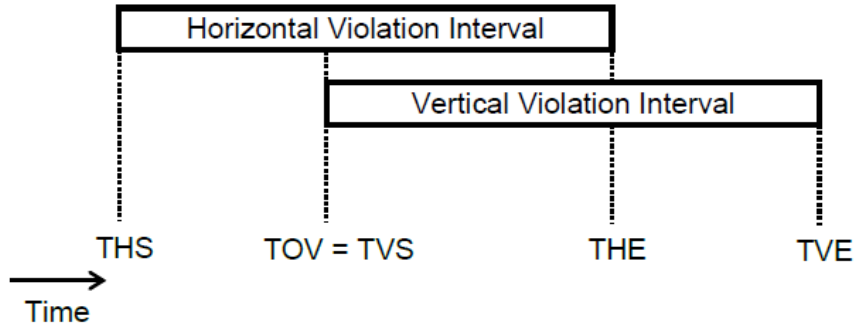 Horizontal Violation Interval
Vertical Violation Interval
THS
TOV = TVS
THE
TVE
Time